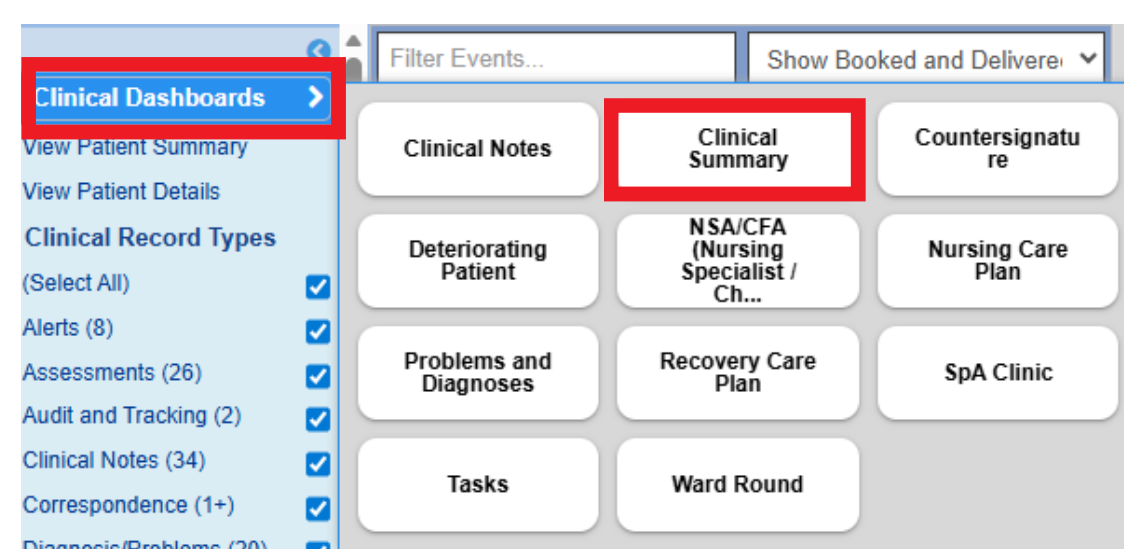 Filter Events...
Show Booked and Delivere
Clinical Dashboards
View Patient Summary
View Patient Details
Clinical Record Types
(Select All)
Alerts (8)
Assessments (26)
Audit and Tracking (2)
Clinical Notes (34)
Correspondence (1+)
Diagnosis/Problems (20)
Clinical Notes
Clinical
Summary
Countersignatu
re
Deteriorating
Patient
NSA/CFA
(Nursing
Specialist /
Ch...
Nursing Care
Plan
Problems and
Diagnoses
Recovery Care
Plan
SpA Clinic
Tasks
Ward Round